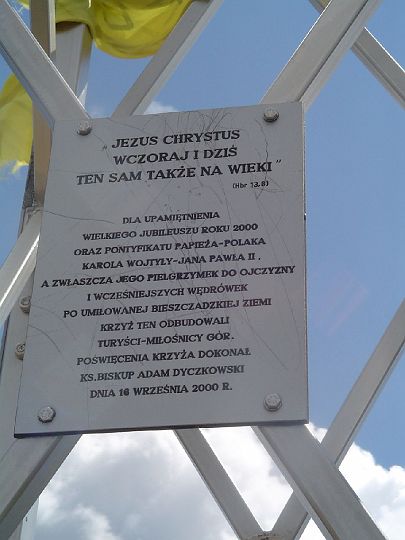 „JEZUS CHRYSTUS
WCZORAJ I DZIŚ
TEN SAM TAKŻE NA WIEKI"
(Hbr 13,8)
DLA UPAMIĘTNIENIA
WIELKIEGO JUBILEUSZU ROKU 2000
ORAZ PONTYFIKATU PAPIEŻA-POLAKA
KAROLA WOJTYŁY-JANA PAWŁA II.
A ZWŁASZCZA JEGO PIELGRZYMEK DO OJCZYZNY
I WCZEŚNIEJSZYCH WĘDRÓWEK
PO UMIŁOWANEJ BIESZCZADZKIEJ ZIEMI
KRZYŻ TEN ODBUDOWALI
TURYŚCI-MIŁOŚNICY GÓR.
POŚWIĘCENIA KRZYŻA DOKONAŁ
KS.BISKUP ADAM DYCZKOWSKI
DNIA 16 WRZEŚNIA 2000 R.